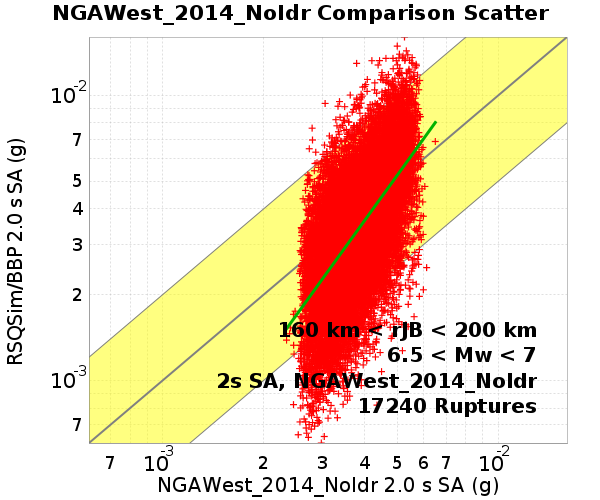 NGAWest_2014_NoIdr Comparison Scatter
RSQSim/BBP 2.0 s SA (g)
10-2
7
5
4
3
2
10-3
7
160 km < rJB < 200 km
6.5 < Mw < 7
2s SA, NGAWest_2014_NoIdr
17240 Ruptures
7 10-3 2 3 4 5 6 7 10-2
NGAWest_2014_NoIdr 2.0 s SA (g)